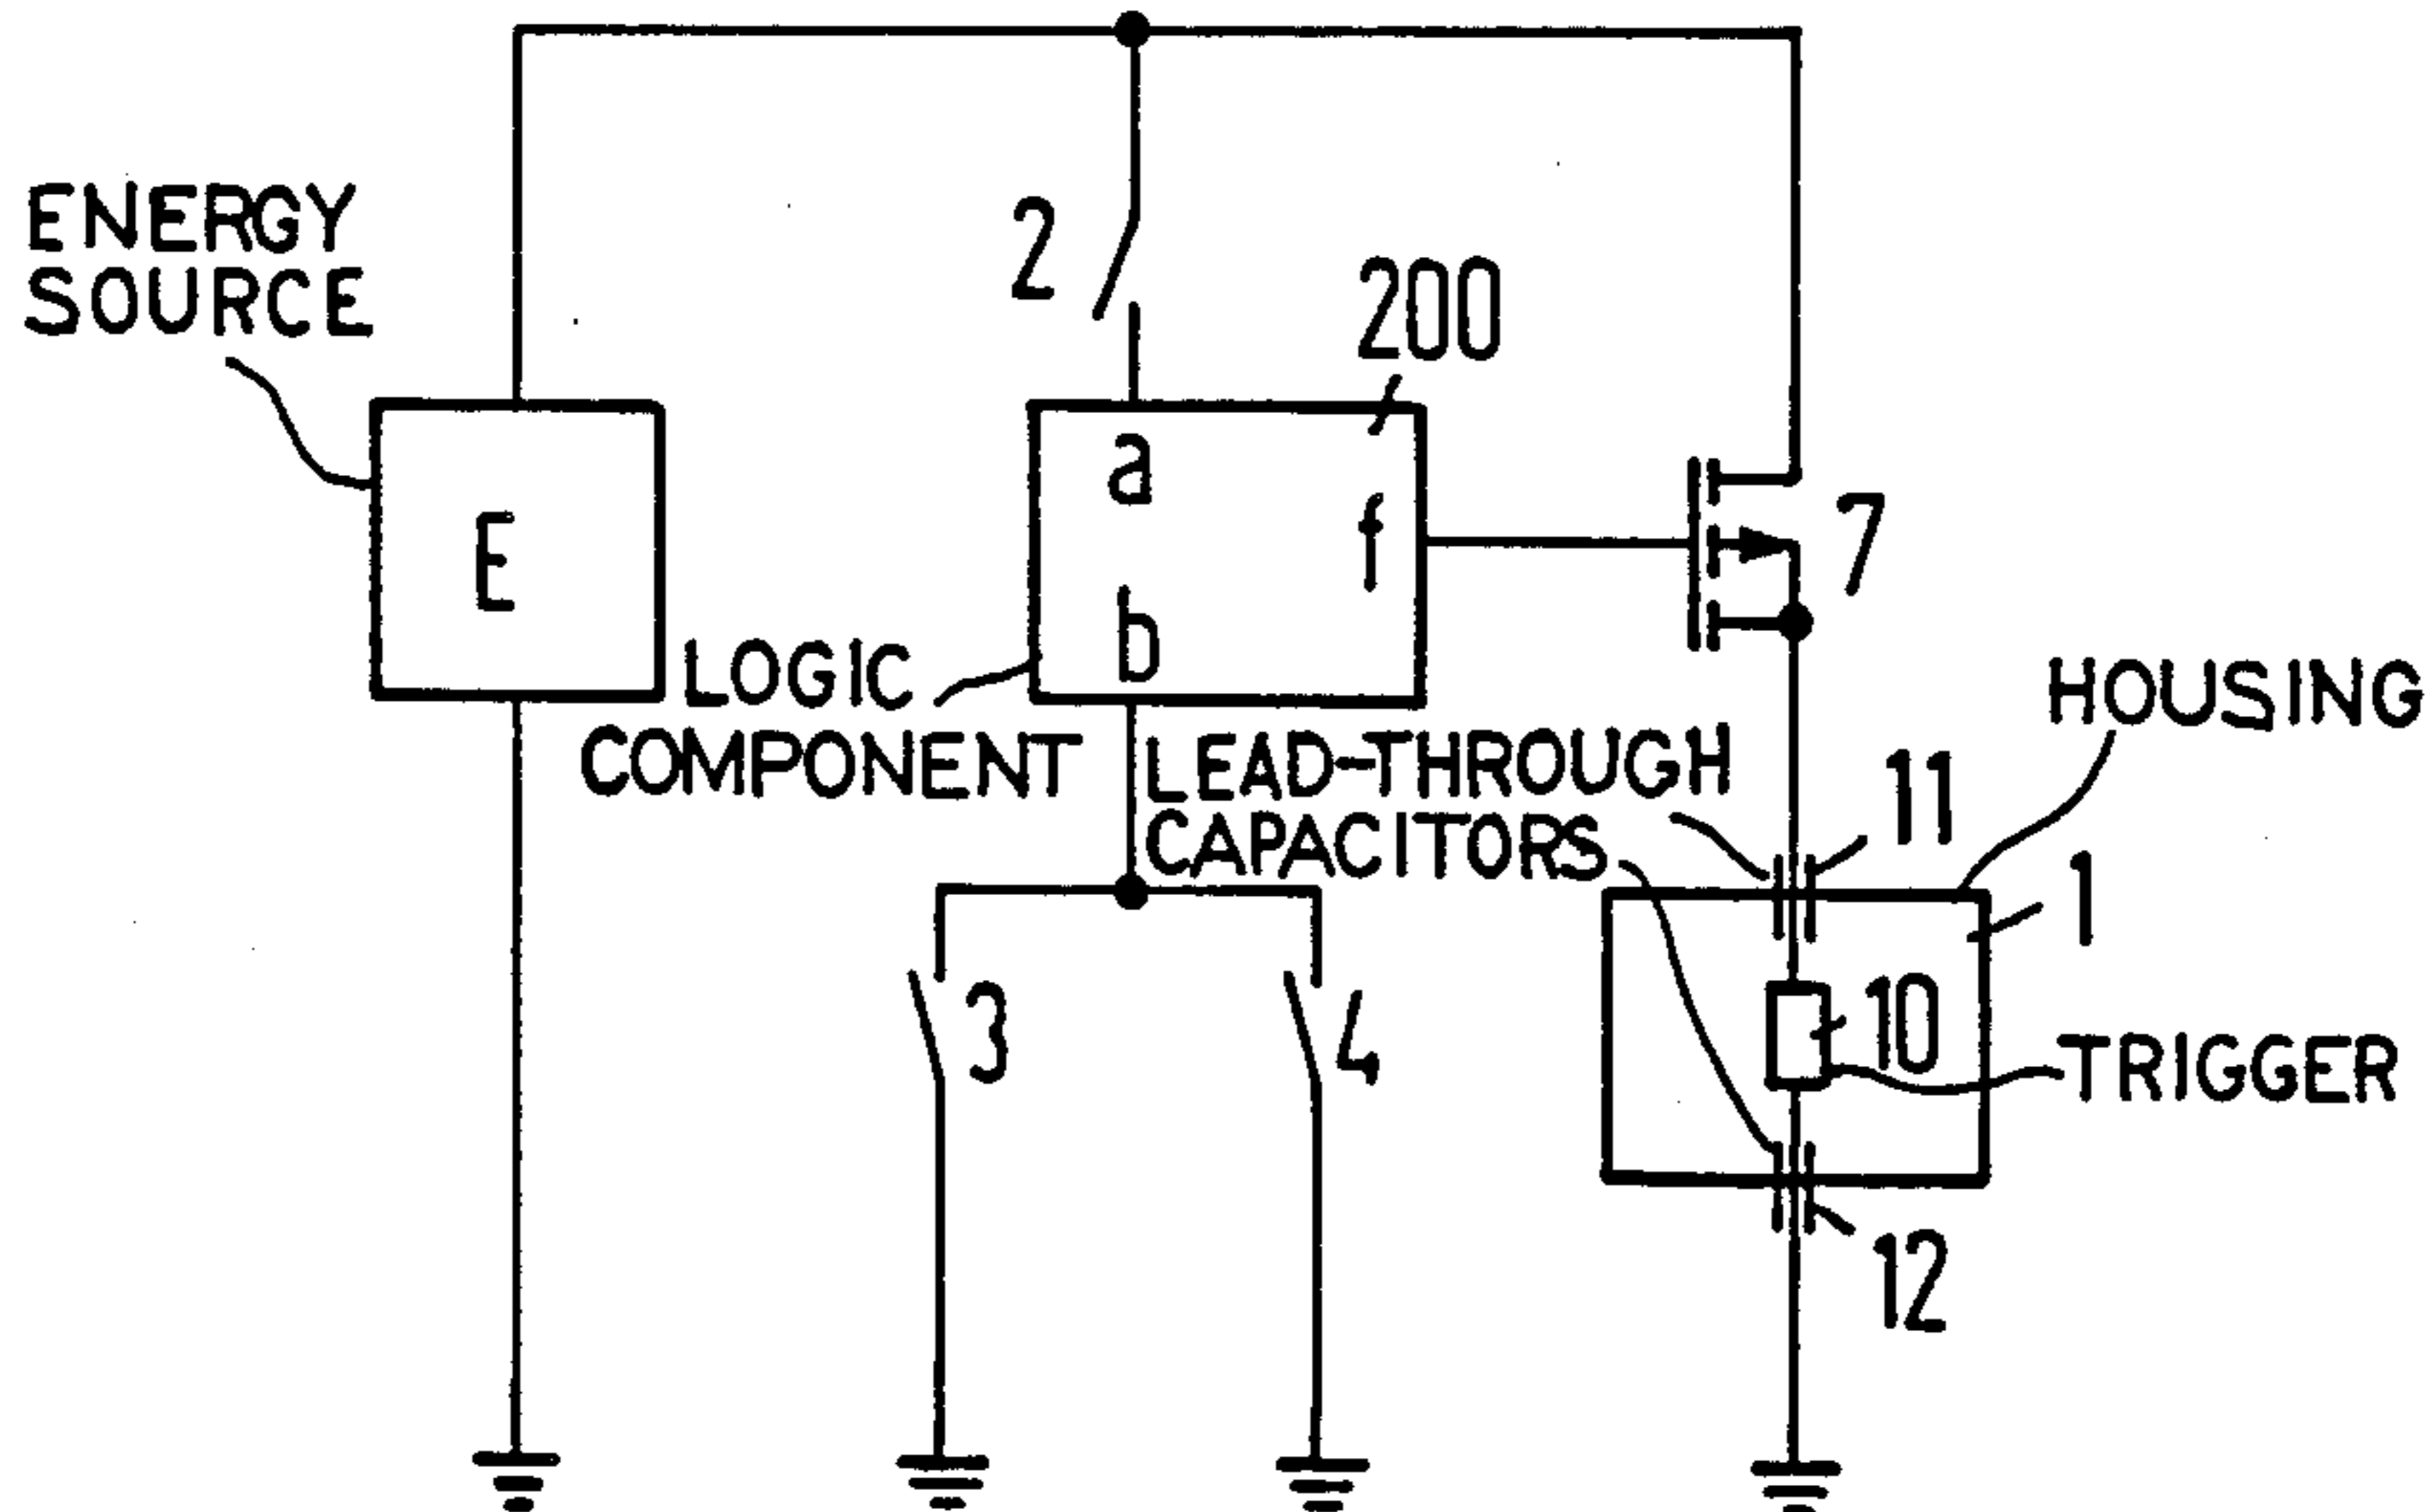 ENERGY
SOURCE
E
2
200
a
f
b
7
LOGIC
COMPONENT
LEAD-THROUGH
CAPACITORS
HOUSING
11
1
3
4
10
TRIGGER
12